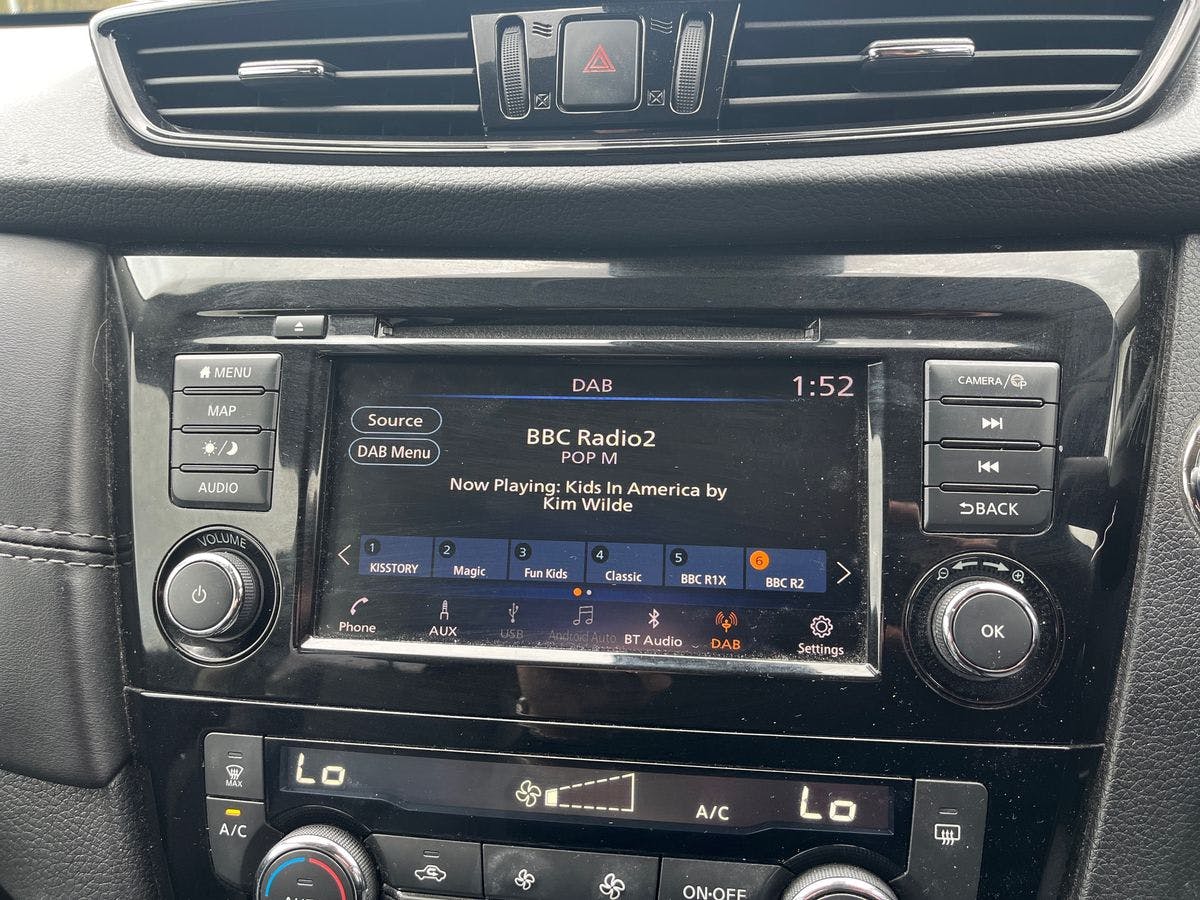 DAB
1:52
MENU
MAP
AUDIO
VOLUME
Source
DAB Menu
BBC Radio2
POP M
Now Playing: Kids In America by
Kim Wilde
1
KISSTORY
2
Magic
3
Fun Kids
4
Classic
5
BBC R1X
6
BBC R2
Phone
AUX
USB
Android Auto
BT Audio
DAB
Settings
CAMERA/
BACK
OK
MAX
A/C
Lo
A/C
Lo
ON·OFF